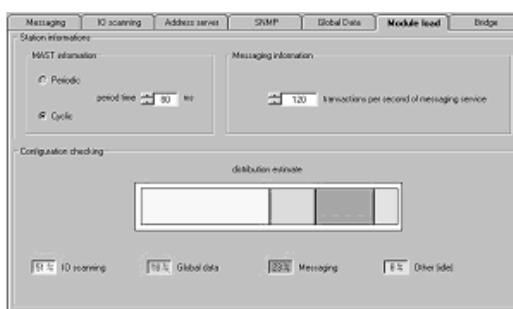 Messaging IO scanning Address server SNMP Global Data Module load Bridge
Station informations
MAST information
Messaging information
Periodic
period time 80 ms
120 transactions per second of messaging service
Cyclic
Configuration checking
distribution estimate
51 % IO scanning 18 % Global data 23 % Messaging 8 % Other (idle)